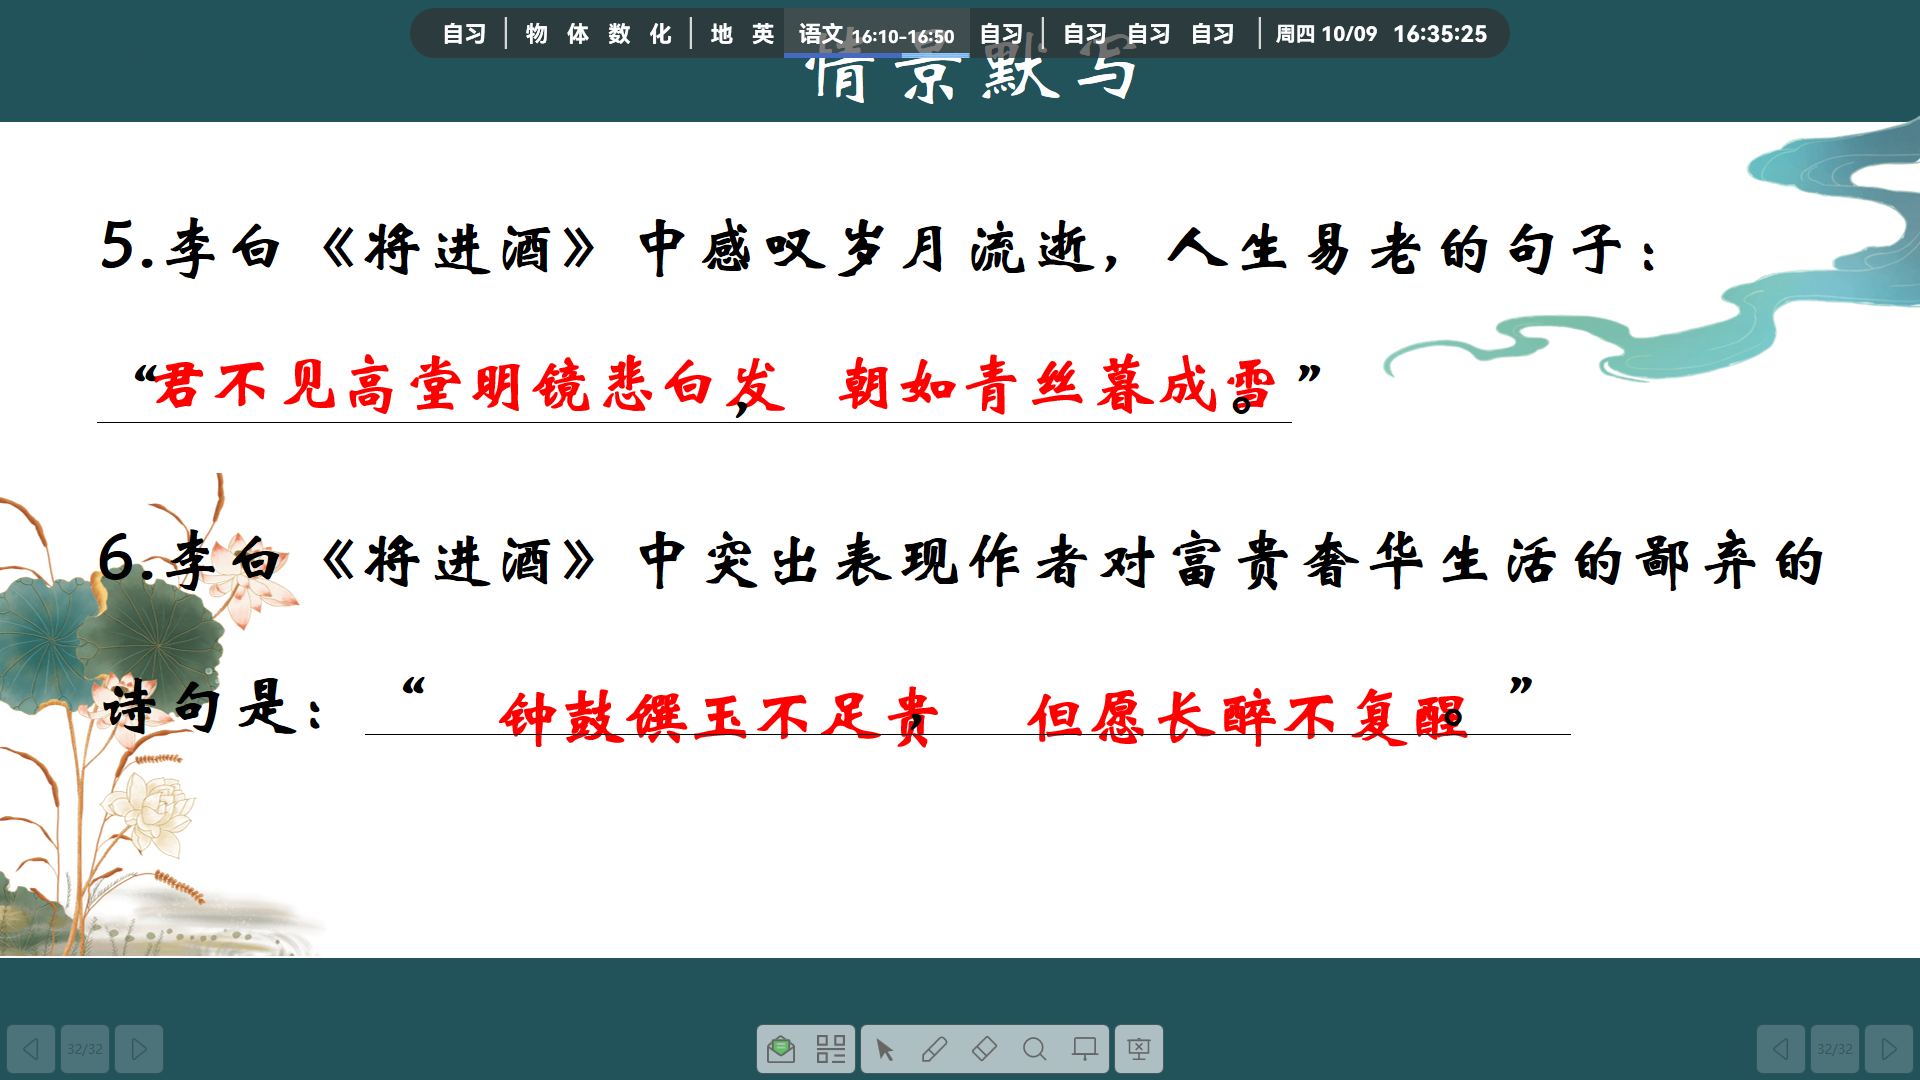 自习 | 物 体 数 化 | 地 英 语文 16:10-16:50 自习 | 自习 自习 自习 | 周四 10/09 16:35:25
情景默写
5.李白《将进酒》中感叹岁月流逝，人生易老的句子：
“君不见高堂明镜悲白发，朝如青丝暮成雪。”
6.李白《将进酒》中突出表现作者对富贵奢华生活的鄙弃的
诗句是：“钟鼓馔玉不足贵，但愿长醉不复醒。”
32/32 32/32